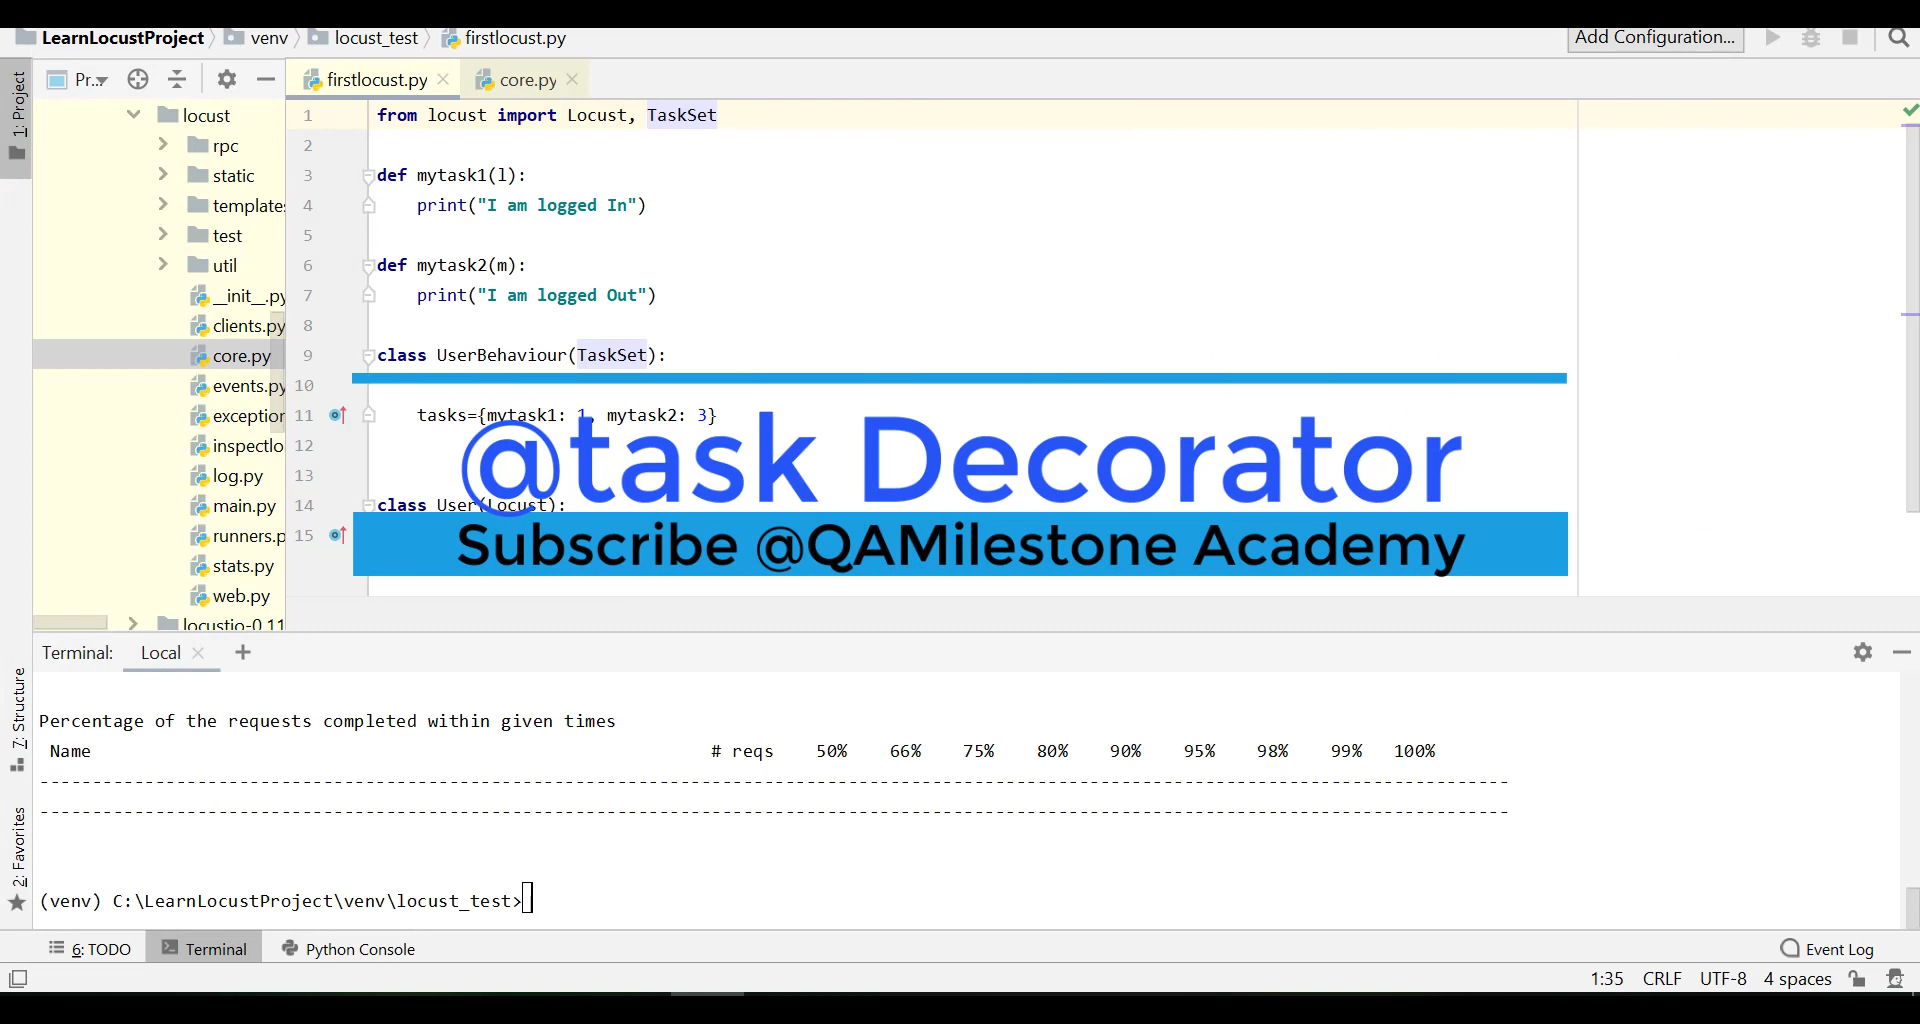 LearnLocustProject venv locust_test firstlocust.py Add Configuration...
1: Project
Pr.. firstlocust.py core.py
locust
rpc
static
template
test
util
__init__.py
clients.py
core.py
events.py
exception
inspectlo
log.py
main.py
runners.p
stats.py
web.py
locustio-0.11
1 from locust import Locust, TaskSet
2
3 def mytask1(l):
4 print("I am logged In")
5
6 def mytask2(m):
7 print("I am logged Out")
8
9 class UserBehaviour(TaskSet):
10
11 tasks={mytask1: 1, mytask2: 3}
12
13
14 class User(Locust):
15
@task Decorator
Subscribe @QAMilestone Academy
Terminal: Local
7: Structure
2: Favorites
Percentage of the requests completed within given times
Name # reqs 50% 66% 75% 80% 90% 95% 98% 99% 100%
--------------------------------------------------------------------------------------------------------------------------------------------
--------------------------------------------------------------------------------------------------------------------------------------------
(venv) C:\LearnLocustProject\venv\locust_test>
6: TODO Terminal Python Console Event Log
1:35 CRLF UTF-8 4 spaces